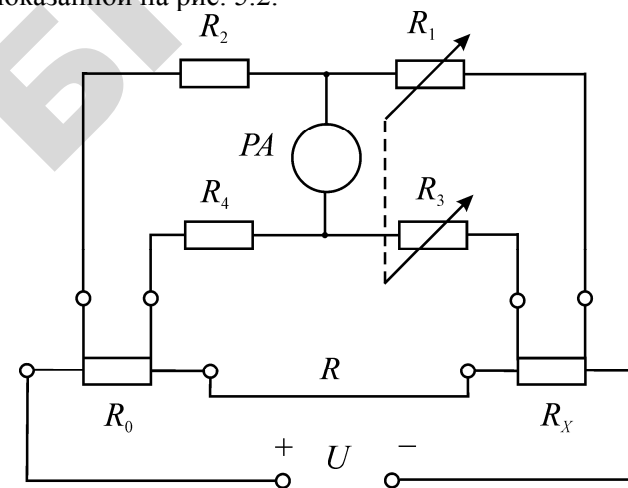 показанной на рис. 5.2.
R₂ R₁
PA
R₄ R₃
R
R₀ Rₓ
+ U −